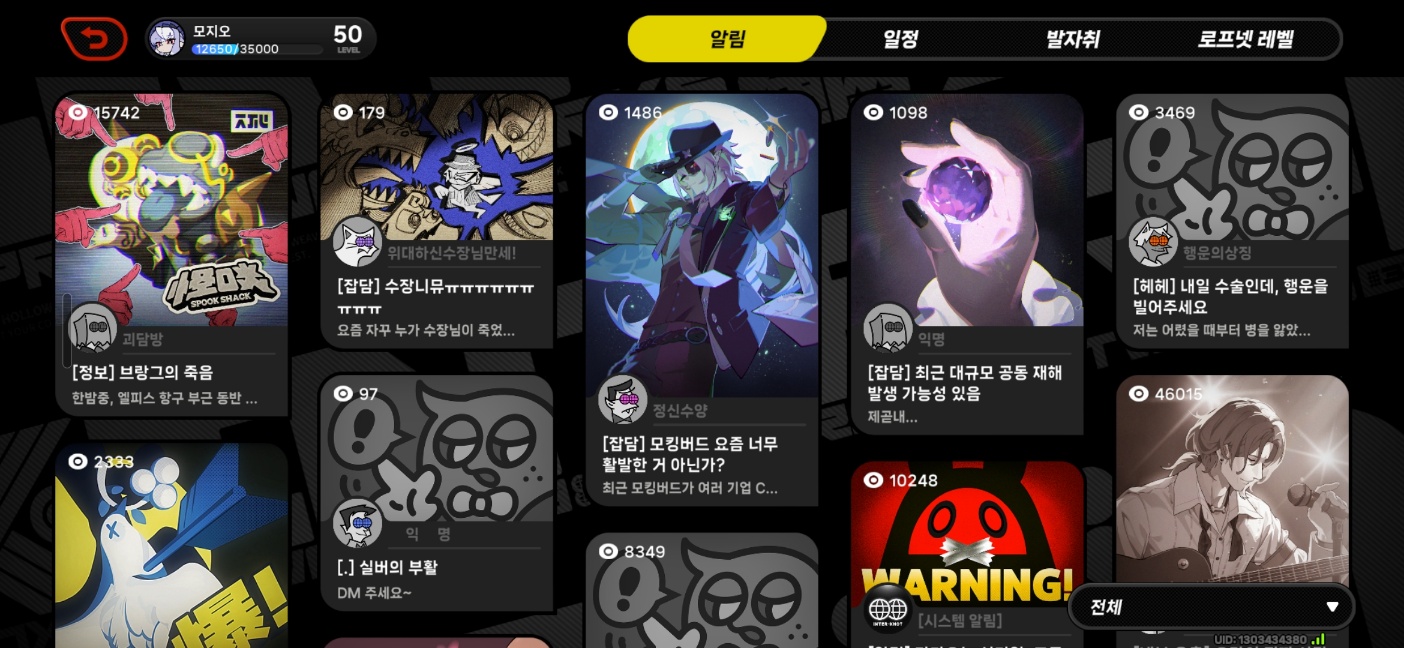 모지오
12650/35000
50
LEVEL
알림
일정
발자취
로프넷 레벨
15742
SPOOK SHACK
괴담방
[정보] 브랑그의 죽음
한밤중, 엘피스 항구 부근 동반 ...
2333
爆!
179
위대하신수장님만세!
[잡담] 수장니뮤ㅠㅠㅠㅠㅠㅠ
ㅠㅠㅠ
요즘 자꾸 누가 수장님이 죽었...
97
익 명
[.] 실버의 부활
DM 주세요~
1486
정신수양
[잡담] 모킹버드 요즘 너무
활발한 거 아닌가?
최근 모킹버드가 여러 기업 C...
8349
1098
익명
[잡담] 최근 대규모 공동 재해
발생 가능성 있음
제곧내...
10248
WARNING!
INTER-KNOT
[시스템 알림]
3469
행운의상징
[헤헤] 내일 수술인데, 행운을
빌어주세요
저는 어렸을 때부터 병을 앓았...
46015
전체
UID: 1303434380